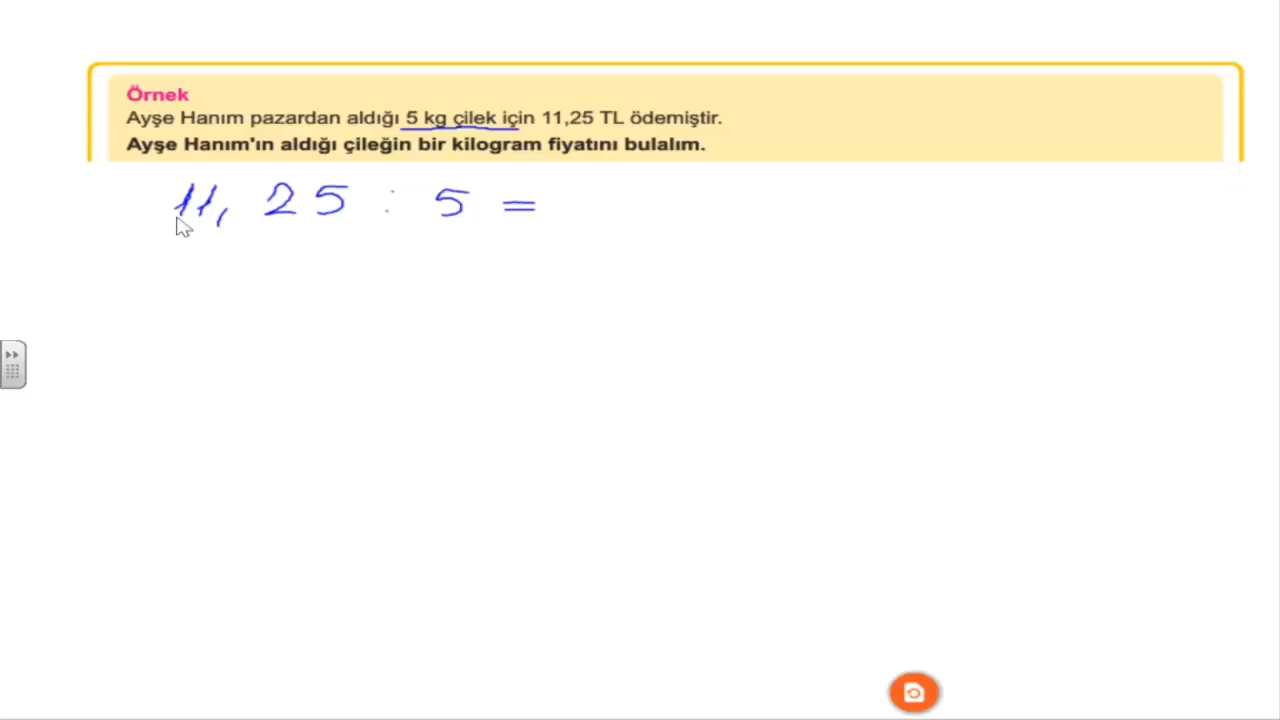 Örnek
Ayşe Hanım pazardan aldığı 5 kg çilek için 11,25 TL ödemiştir.
Ayşe Hanım'ın aldığı çileğin bir kilogram fiyatını bulalım.
11, 25 : 5 =